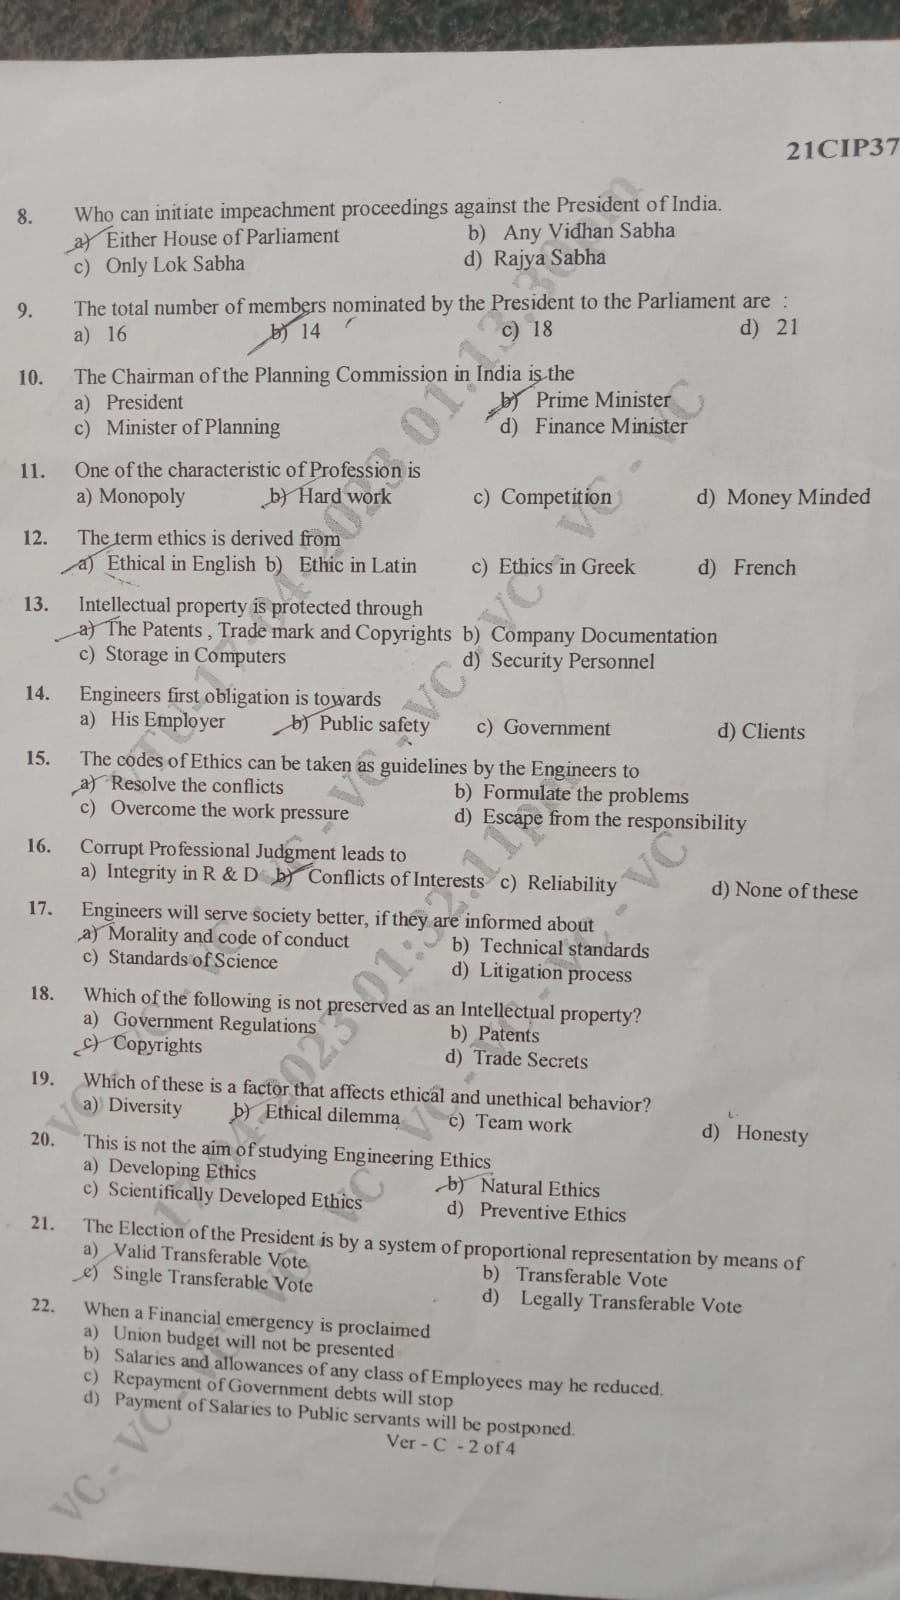 21CIP37
8. Who can initiate impeachment proceedings against the President of India.
a) Either House of Parliament b) Any Vidhan Sabha
c) Only Lok Sabha d) Rajya Sabha
9. The total number of members nominated by the President to the Parliament are :
a) 16 b) 14 c) 18 d) 21
10. The Chairman of the Planning Commission in India is the
a) President b) Prime Minister
c) Minister of Planning d) Finance Minister
11. One of the characteristic of Profession is
a) Monopoly b) Hard work c) Competition d) Money Minded
12. The term ethics is derived from
a) Ethical in English b) Ethic in Latin c) Ethics in Greek d) French
13. Intellectual property is protected through
a) The Patents , Trade mark and Copyrights b) Company Documentation
c) Storage in Computers d) Security Personnel
14. Engineers first obligation is towards
a) His Employer b) Public safety c) Government d) Clients
15. The codes of Ethics can be taken as guidelines by the Engineers to
a) Resolve the conflicts b) Formulate the problems
c) Overcome the work pressure d) Escape from the responsibility
16. Corrupt Professional Judgment leads to
a) Integrity in R & D b) Conflicts of Interests c) Reliability d) None of these
17. Engineers will serve society better, if they are informed about
a) Morality and code of conduct b) Technical standards
c) Standards of Science d) Litigation process
18. Which of the following is not preserved as an Intellectual property?
a) Government Regulations b) Patents
c) Copyrights d) Trade Secrets
19. Which of these is a factor that affects ethical and unethical behavior?
a) Diversity b) Ethical dilemma c) Team work d) Honesty
20. This is not the aim of studying Engineering Ethics
a) Developing Ethics b) Natural Ethics
c) Scientifically Developed Ethics d) Preventive Ethics
21. The Election of the President is by a system of proportional representation by means of
a) Valid Transferable Vote b) Transferable Vote
c) Single Transferable Vote d) Legally Transferable Vote
22. When a Financial emergency is proclaimed
a) Union budget will not be presented
b) Salaries and allowances of any class of Employees may he reduced.
c) Repayment of Government debts will stop
d) Payment of Salaries to Public servants will be postponed.
Ver - C - 2 of 4